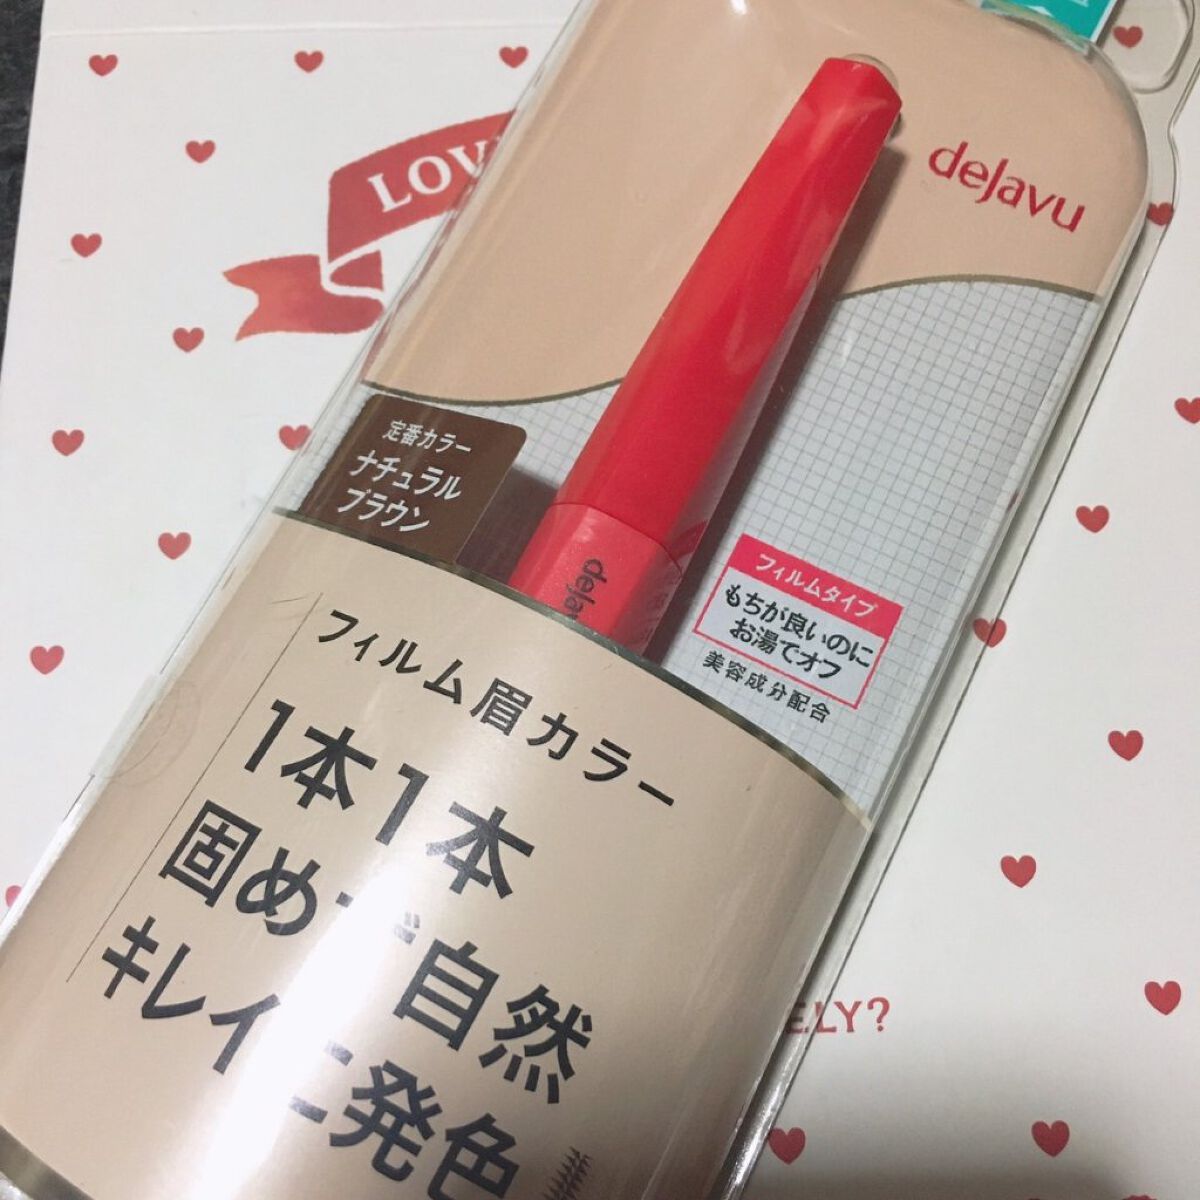 LOV
dejavu
定番カラー
ナチュラル
ブラウン
deja
フィルムタイプ
もちが良いのに
お湯でオフ
美容成分配合
フィルム眉カラー
1本1本
固めず自然
キレイに発色
ELY?